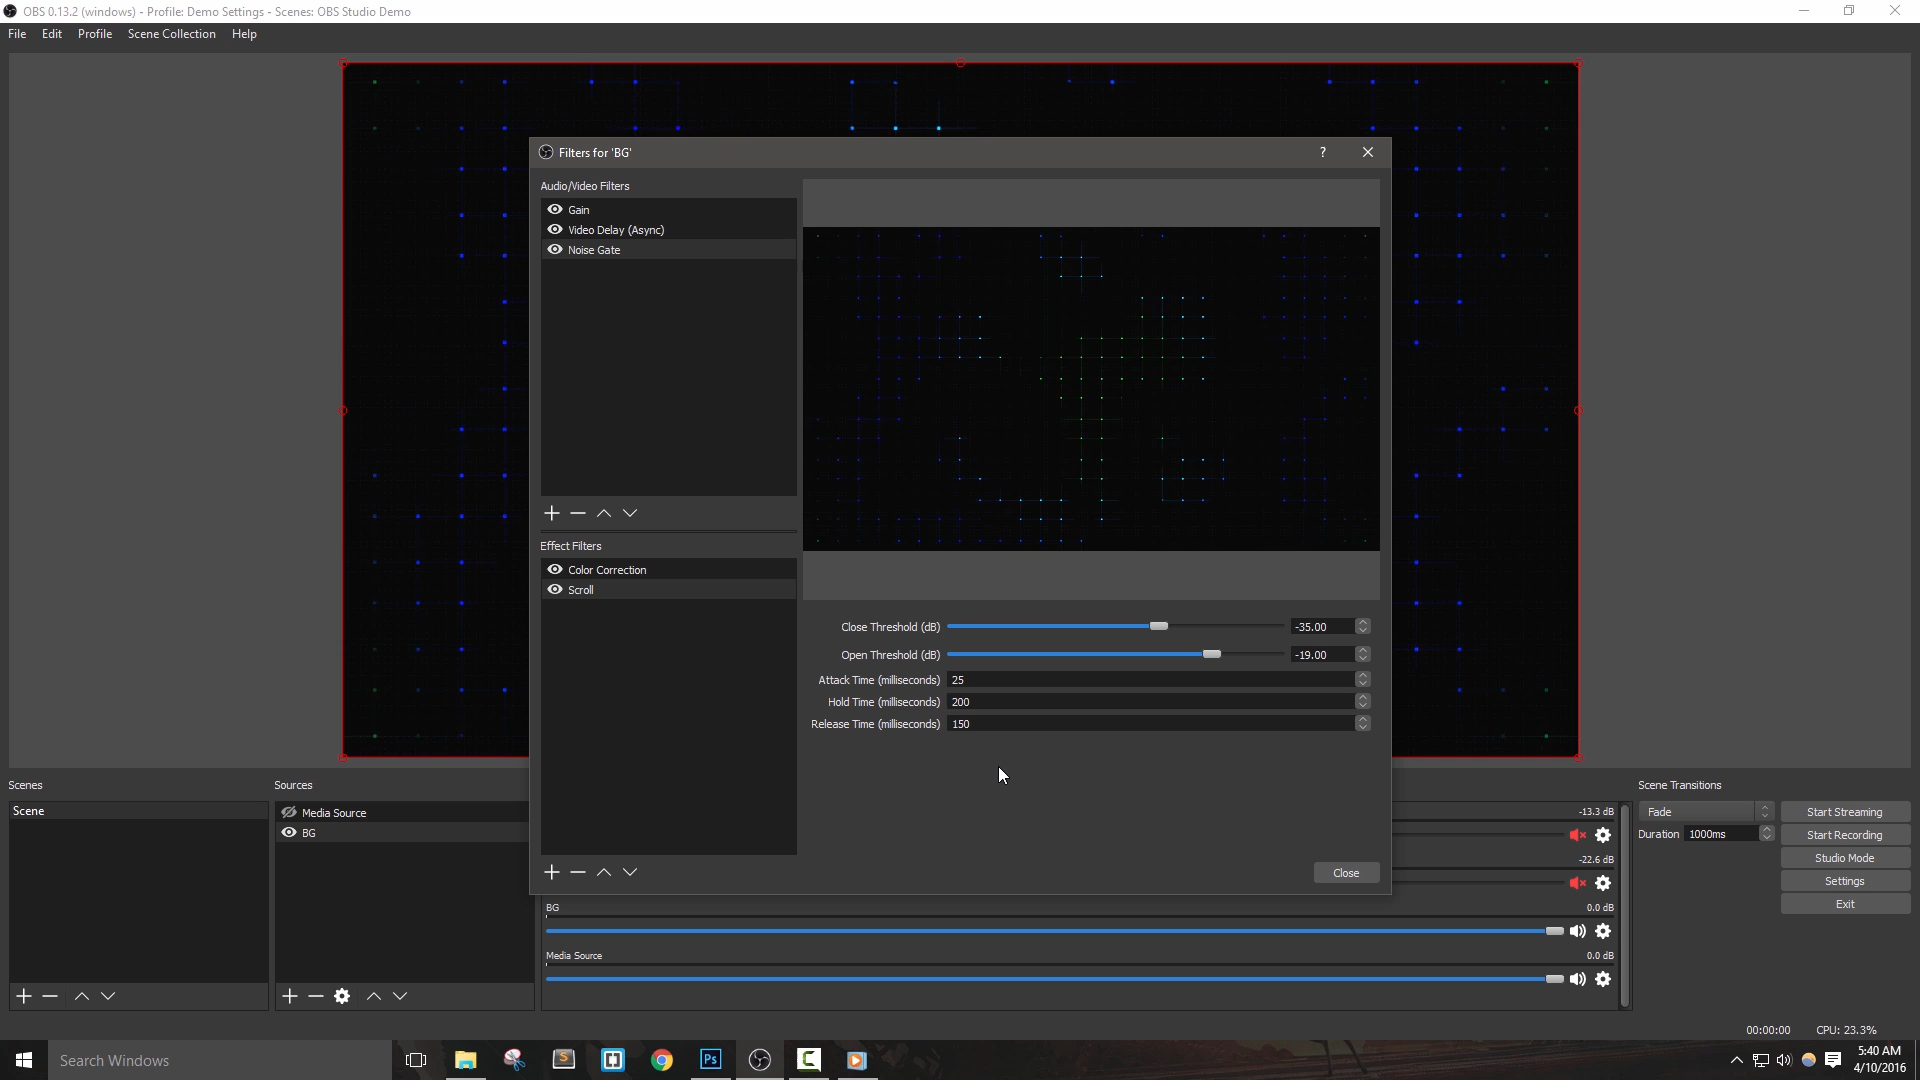 OBS 0.13.2 (windows) - Profile: Demo Settings - Scenes: OBS Studio Demo
File Edit Profile Scene Collection Help
Filters for 'BG'
?
Audio/Video Filters
Gain
Video Delay (Async)
Noise Gate
Effect Filters
Color Correction
Scroll
Close Threshold (dB) -35.00
Open Threshold (dB) -19.00
Attack Time (milliseconds) 25
Hold Time (milliseconds) 200
Release Time (milliseconds) 150
Close
Scenes
Scene
Sources
Media Source
BG
-13.3 dB
-22.6 dB
BG 0.0 dB
Media Source 0.0 dB
Scene Transitions
Fade
Duration 1000ms
Start Streaming
Start Recording
Studio Mode
Settings
Exit
00:00:00 CPU: 23.3%
Search Windows
S
Ps
C
5:40 AM
4/10/2016